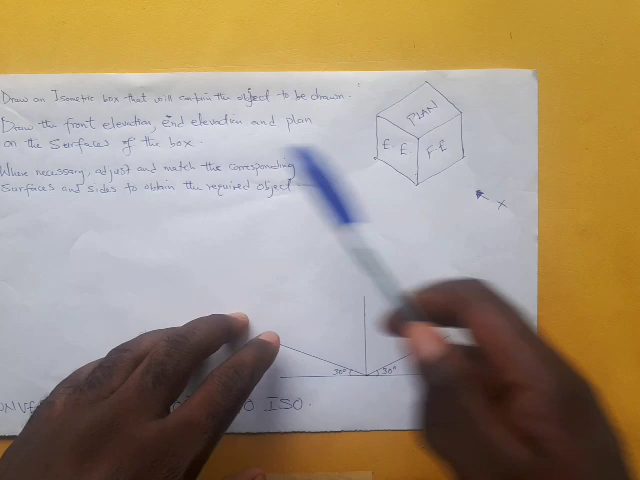 Draw an Isometric box that will contain the object to be drawn.
Draw the front elevation, End elevation and plan
on the surfaces of the box.
Where necessary, adjust and match the corresponding
surfaces and sides to obtain the required object
PLAN
E.E
F.E
X
30° 30°
TO ISO.